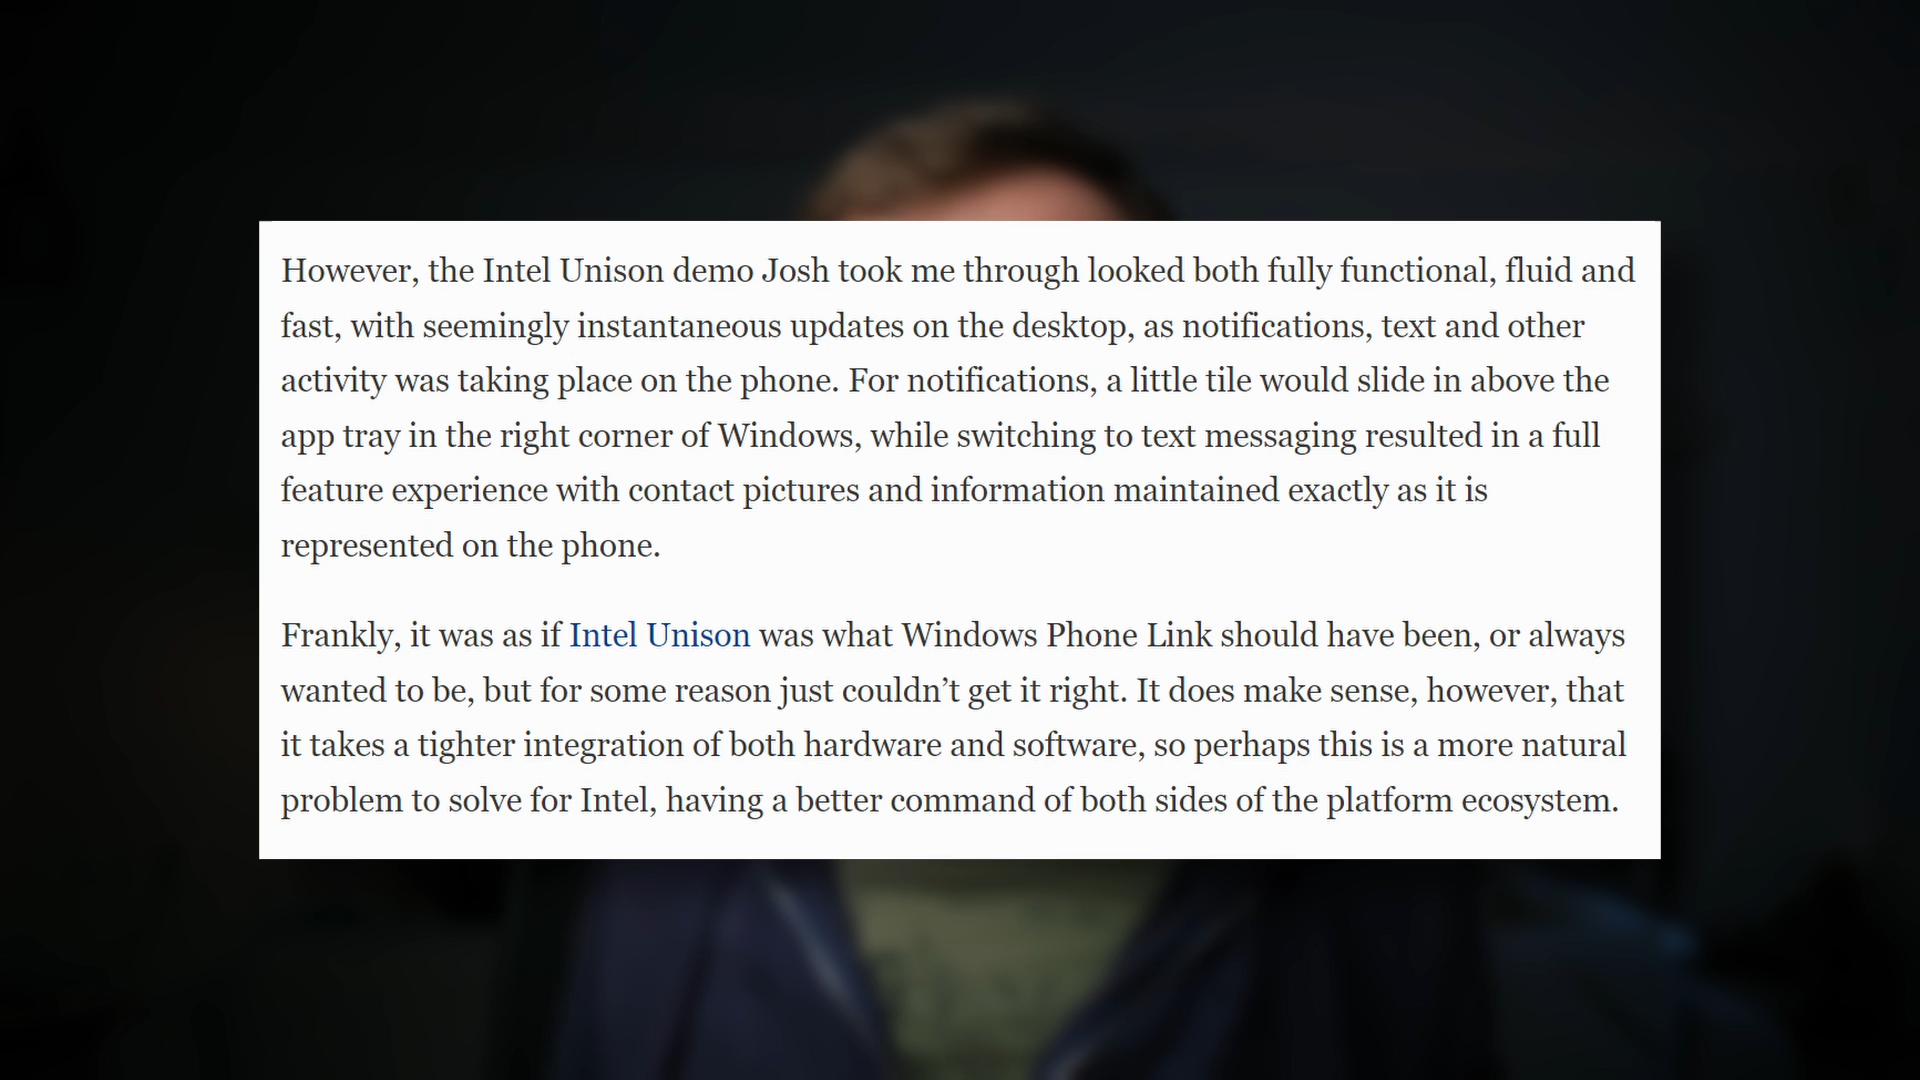 However, the Intel Unison demo Josh took me through looked both fully functional, fluid and
fast, with seemingly instantaneous updates on the desktop, as notifications, text and other
activity was taking place on the phone. For notifications, a little tile would slide in above the
app tray in the right corner of Windows, while switching to text messaging resulted in a full
feature experience with contact pictures and information maintained exactly as it is
represented on the phone.
Frankly, it was as if Intel Unison was what Windows Phone Link should have been, or always
wanted to be, but for some reason just couldn’t get it right. It does make sense, however, that
it takes a tighter integration of both hardware and software, so perhaps this is a more natural
problem to solve for Intel, having a better command of both sides of the platform ecosystem.